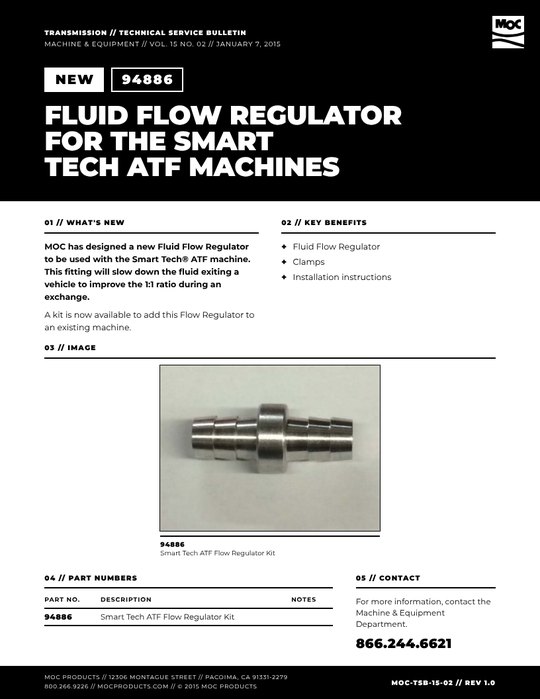 TRANSMISSION // TECHNICAL SERVICE BULLETIN
MACHINE & EQUIPMENT // VOL. 15 NO. 02 // JANUARY 7, 2015
MOC
NEW 94886
FLUID FLOW REGULATOR
FOR THE SMART
TECH ATF MACHINES
01 // WHAT'S NEW
MOC has designed a new Fluid Flow Regulator
to be used with the Smart Tech® ATF machine.
This fitting will slow down the fluid exiting a
vehicle to improve the 1:1 ratio during an
exchange.
A kit is now available to add this Flow Regulator to
an existing machine.
02 // KEY BENEFITS
Fluid Flow Regulator
Clamps
Installation instructions
03 // IMAGE
94886
Smart Tech ATF Flow Regulator Kit
04 // PART NUMBERS
PART NO. DESCRIPTION NOTES
94886 Smart Tech ATF Flow Regulator Kit
05 // CONTACT
For more information, contact the
Machine & Equipment
Department.
866.244.6621
MOC PRODUCTS // 12306 MONTAGUE STREET // PACOIMA, CA 91331-2279
800.266.9226 // MOCPRODUCTS.COM // © 2015 MOC PRODUCTS
MOC-TSB-15-02 // REV 1.0